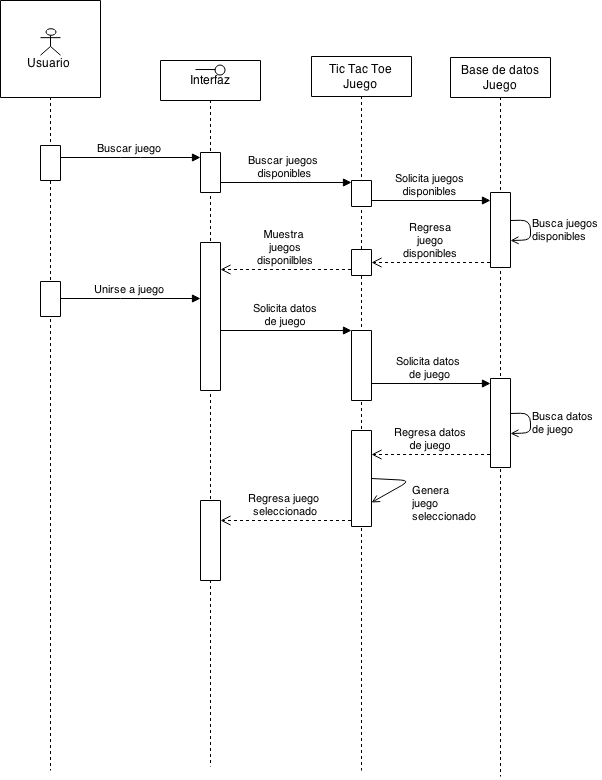 Usuario
Interfaz
Tic Tac Toe
Juego
Base de datos
Juego
Buscar juego
Buscar juegos
disponibles
Solicita juegos
disponibles
Busca juegos
disponibles
Regresa
juego
disponibles
Muestra
juegos
disponilbles
Unirse a juego
Solicita datos
de juego
Solicita datos
de juego
Busca datos
de juego
Regresa datos
de juego
Genera
juego
seleccionado
Regresa juego
seleccionado